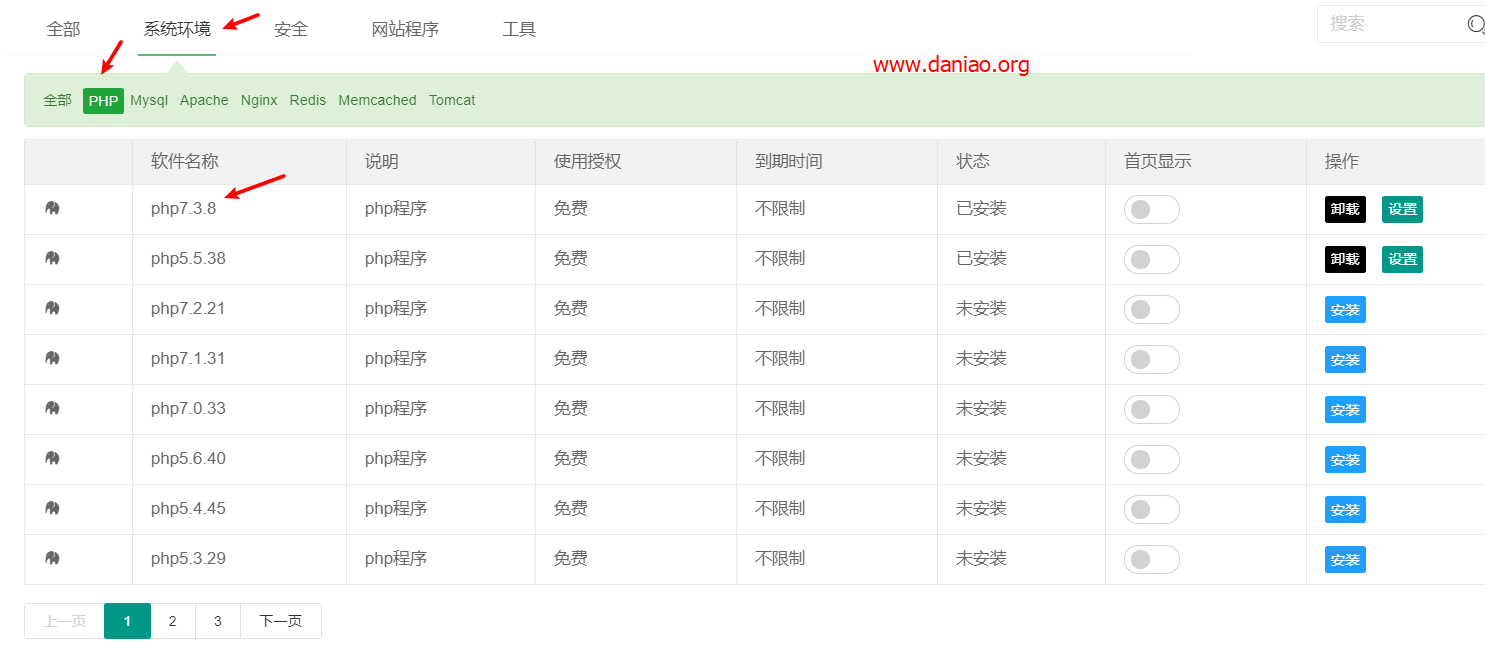 全部 系统环境 安全 网站程序 工具 搜索
www.daniao.org
全部 PHP Mysql Apache Nginx Redis Memcached Tomcat
软件名称 说明 使用授权 到期时间 状态 首页显示 操作
php7.3.8 php程序 免费 不限制 已安装 卸载 设置
php5.5.38 php程序 免费 不限制 已安装 卸载 设置
php7.2.21 php程序 免费 不限制 未安装 安装
php7.1.31 php程序 免费 不限制 未安装 安装
php7.0.33 php程序 免费 不限制 未安装 安装
php5.6.40 php程序 免费 不限制 未安装 安装
php5.4.45 php程序 免费 不限制 未安装 安装
php5.3.29 php程序 免费 不限制 未安装 安装
上一页 1 2 3 下一页